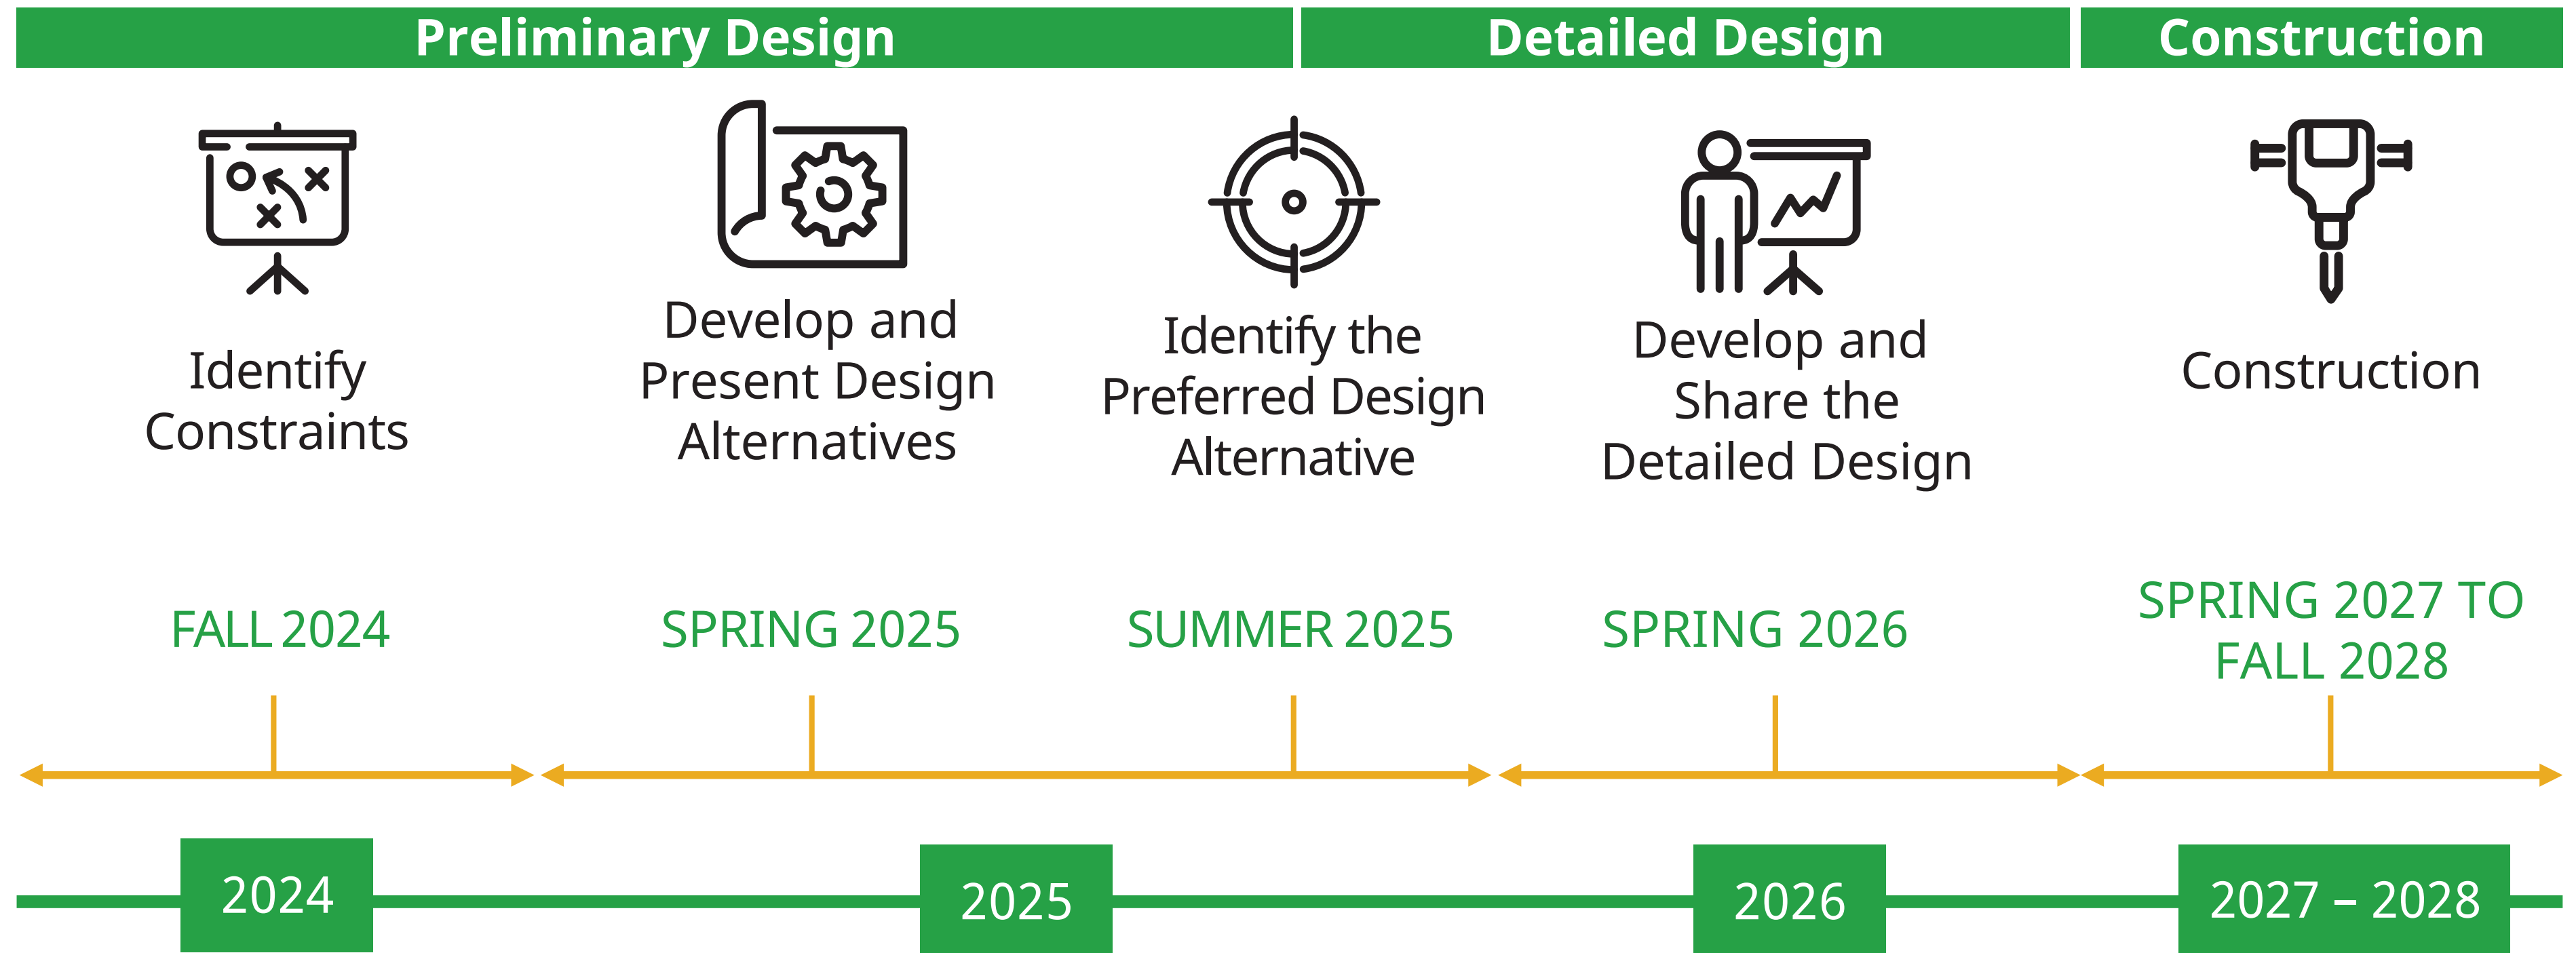 Preliminary Design
Detailed Design
Construction
Identify
Constraints
Develop and
Present Design
Alternatives
Identify the
Preferred Design
Alternative
Develop and
Share the
Detailed Design
Construction
FALL 2024
SPRING 2025
SUMMER 2025
SPRING 2026
SPRING 2027 TO
FALL 2028
2024
2025
2026
2027 – 2028